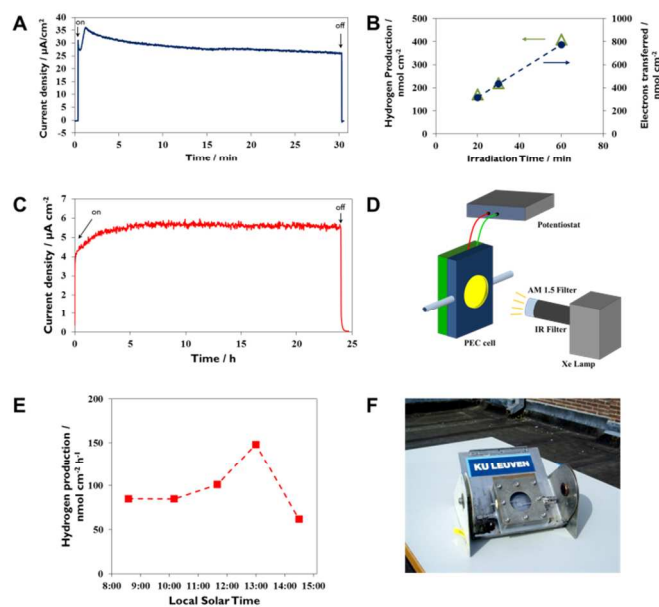 A
on
off
40
35
30
25
20
15
10
5
0
-5
Current density / µA/cm²
0 5 10 15 20 25 30
Time / min
B
500
400
300
200
100
0
Hydrogen Production /
nmol cm⁻²
1000
800
600
400
200
0
Electrons transferred /
nmol cm⁻²
0 20 40 60 80
Irradiation Time / min
C
on
off
7
6
5
4
3
2
1
0
Current density / µA cm⁻²
0 5 10 15 20 25
Time / h
D
Potentiostat
AM 1.5 Filter
IR Filter
PEC cell
Xe Lamp
E
200
150
100
50
0
Hydrogen production /
nmol cm⁻² h⁻¹
8:00 9:00 10:00 11:00 12:00 13:00 14:00 15:00
Local Solar Time
F
KU LEUVEN